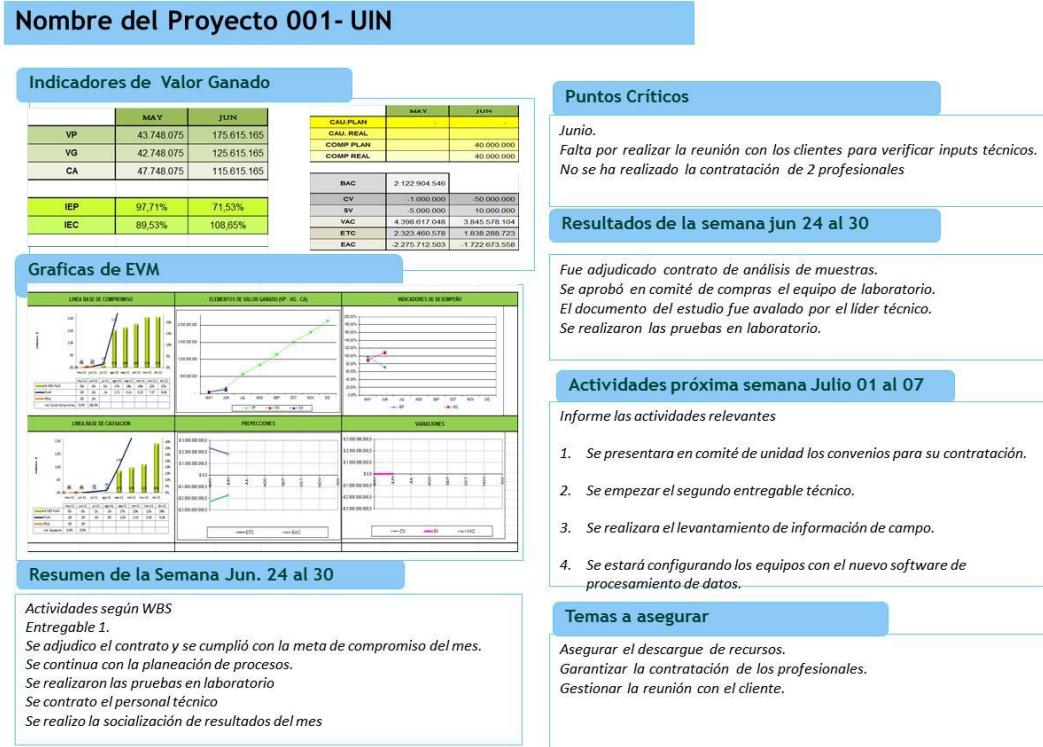 Nombre del Proyecto 001- UIN
Indicadores de Valor Ganado
MAY JUN
VP 43.748.075 175.615.165
VG 42.748.075 125.615.165
CA 47.748.075 115.615.165
IEP 97,71% 71,53%
IEC 89,53% 108,65%
MAY JUN
CAU.PLAN - -
CAU. REAL
COMP PLAN 40.000.000
COMP REAL 40.000.000
BAC 2.122.904.546
CV -1.000.000 -50.000.000
SV -5.000.000 10.000.000
VAC 4.398.617.048 3.845.578.104
ETC 2.323.460.578 1.838.288.723
EAC -2.275.712.503 -1.722.673.558
Graficas de EVM
LINEA BASE DE COMPROMISO
ELEMENTOS DE VALOR GANADO (VP - VG - CA)
INDICADORES DE DESEMPEÑO
LINEA BASE DE CAUSACION
PROYECCIONES
VARIACIONES
Resumen de la Semana Jun. 24 al 30
Actividades según WBS
Entregable 1.
Se adjudico el contrato y se cumplió con la meta de compromiso del mes.
Se continua con la planeación de procesos.
Se realizaron las pruebas en laboratorio
Se contrato el personal técnico
Se realizo la socialización de resultados del mes
Puntos Críticos
Junio.
Falta por realizar la reunión con los clientes para verificar inputs técnicos.
No se ha realizado la contratación de 2 profesionales
Resultados de la semana jun 24 al 30
Fue adjudicado contrato de análisis de muestras.
Se aprobó en comité de compras el equipo de laboratorio.
El documento del estudio fue avalado por el líder técnico.
Se realizaron las pruebas en laboratorio.
Actividades próxima semana Julio 01 al 07
Informe las actividades relevantes
1. Se presentara en comité de unidad los convenios para su contratación.
2. Se empezar el segundo entregable técnico.
3. Se realizara el levantamiento de información de campo.
4. Se estará configurando los equipos con el nuevo software de
procesamiento de datos.
Temas a asegurar
Asegurar el descargue de recursos.
Garantizar la contratación de los profesionales.
Gestionar la reunión con el cliente.